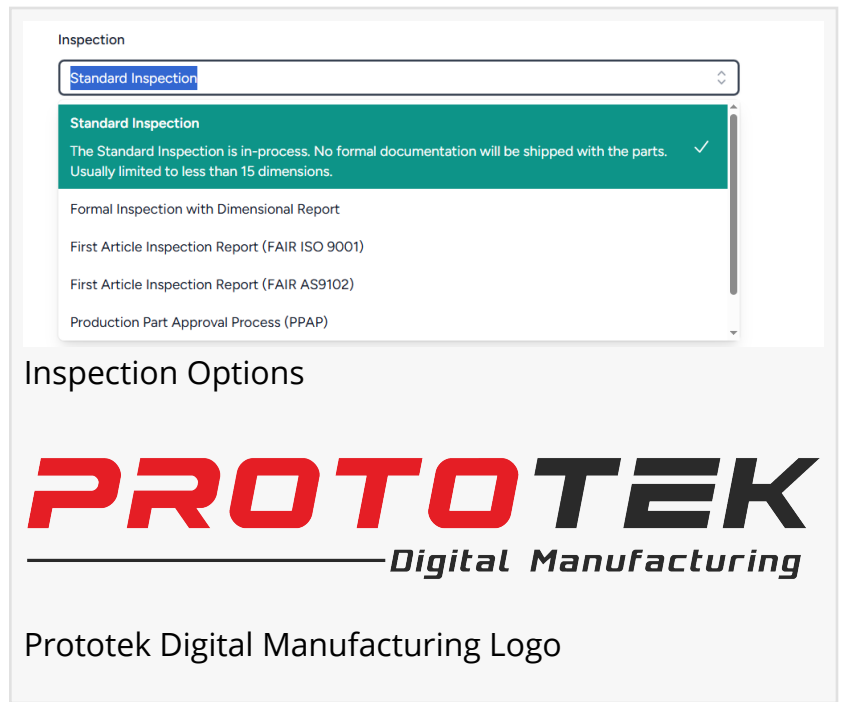 Inspection
Standard Inspection
Standard Inspection
The Standard Inspection is in-process. No formal documentation will be shipped with the parts.
Usually limited to less than 15 dimensions.
Formal Inspection with Dimensional Report
First Article Inspection Report (FAIR ISO 9001)
First Article Inspection Report (FAIR AS9102)
Production Part Approval Process (PPAP)
Inspection Options
PROTOTEK
Digital Manufacturing
Prototek Digital Manufacturing Logo